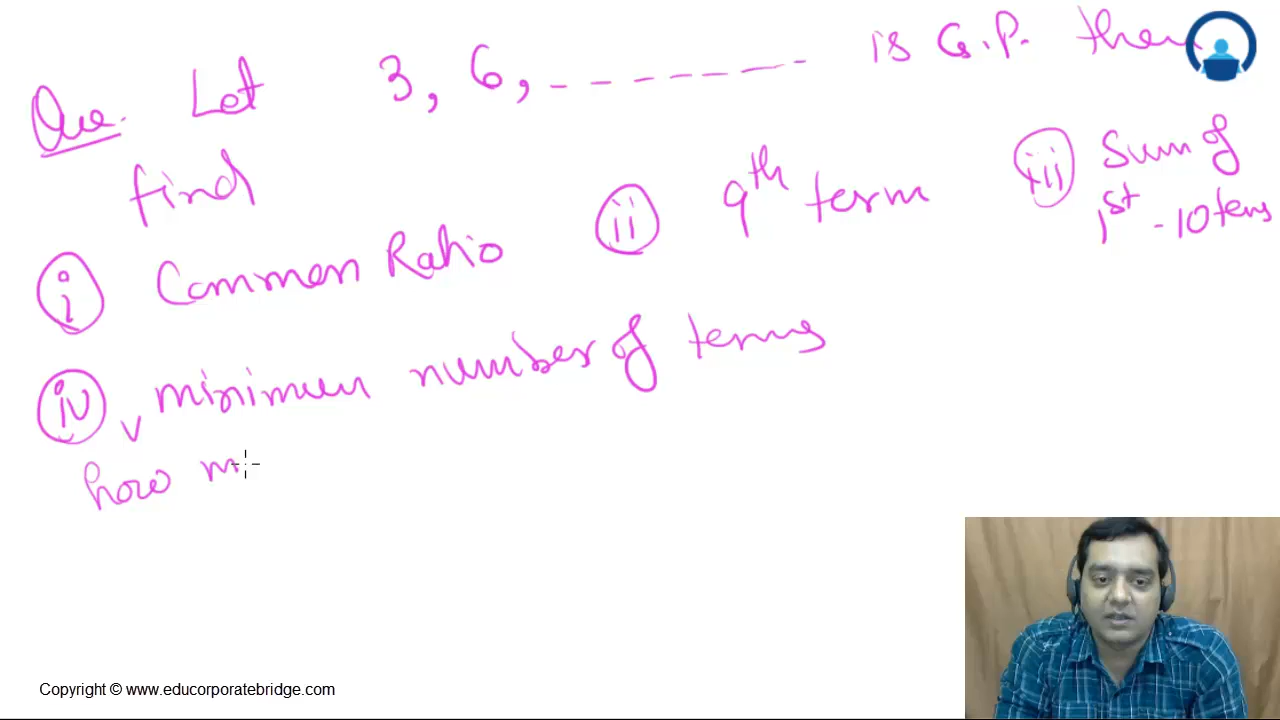 Que. Let 3, 6, - - - - - - - is G.P. then
find
(i) Common Ratio (ii) 9th term (iii) Sum of 1st - 10 terms
(iv) minimum number of terms
how m
Copyright © www.educorporatebridge.com